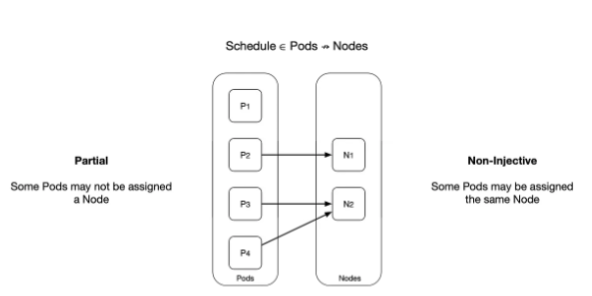 Schedule ∈ Pods ⇸ Nodes
P1
P2
N1
Partial
Some Pods may not be assigned
a Node
Non-Injective
Some Pods may be assigned
the same Node
P3
N2
P4
Pods
Nodes